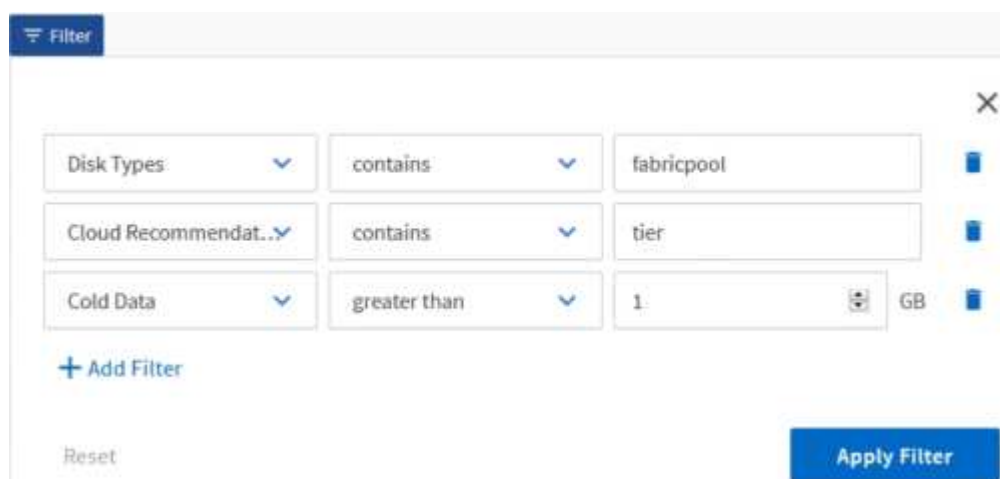 Filter
Disk Types contains fabricpool
Cloud Recommendat... contains tier
Cold Data greater than 1 GB
Add Filter
Reset Apply Filter